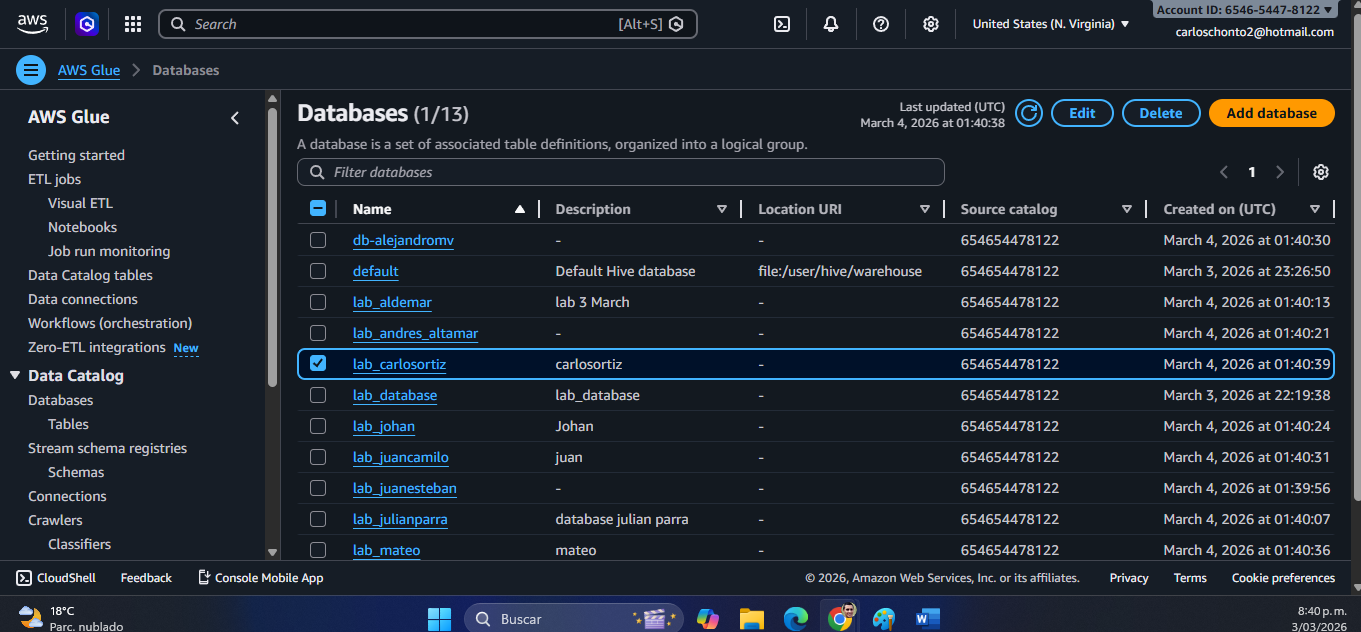 aws
Search [Alt+S]
United States (N. Virginia)
Account ID: 6546-5447-8122
carloschonto2@hotmail.com
AWS Glue > Databases
AWS Glue
Getting started
ETL jobs
Visual ETL
Notebooks
Job run monitoring
Data Catalog tables
Data connections
Workflows (orchestration)
Zero-ETL integrations New
Data Catalog
Databases
Tables
Stream schema registries
Schemas
Connections
Crawlers
Classifiers
Databases (1/13)
Last updated (UTC)
March 4, 2026 at 01:40:38
Edit
Delete
Add database
A database is a set of associated table definitions, organized into a logical group.
Filter databases
1
Name Description Location URI Source catalog Created on (UTC)
db-alejandromv - - 654654478122 March 4, 2026 at 01:40:30
default Default Hive database file:/user/hive/warehouse 654654478122 March 3, 2026 at 23:26:50
lab_aldemar lab 3 March - 654654478122 March 4, 2026 at 01:40:13
lab_andres_altamar - - 654654478122 March 4, 2026 at 01:40:21
lab_carlosortiz carlosortiz - 654654478122 March 4, 2026 at 01:40:39
lab_database lab_database - 654654478122 March 3, 2026 at 22:19:38
lab_johan Johan - 654654478122 March 4, 2026 at 01:40:24
lab_juancamilo juan - 654654478122 March 4, 2026 at 01:40:31
lab_juanesteban - - 654654478122 March 4, 2026 at 01:39:56
lab_julianparra database julian parra - 654654478122 March 4, 2026 at 01:40:07
lab_mateo mateo - 654654478122 March 4, 2026 at 01:40:36
CloudShell Feedback Console Mobile App © 2026, Amazon Web Services, Inc. or its affiliates. Privacy Terms Cookie preferences
18°C
Parc. nublado
Buscar
8:40 p. m.
3/03/2026